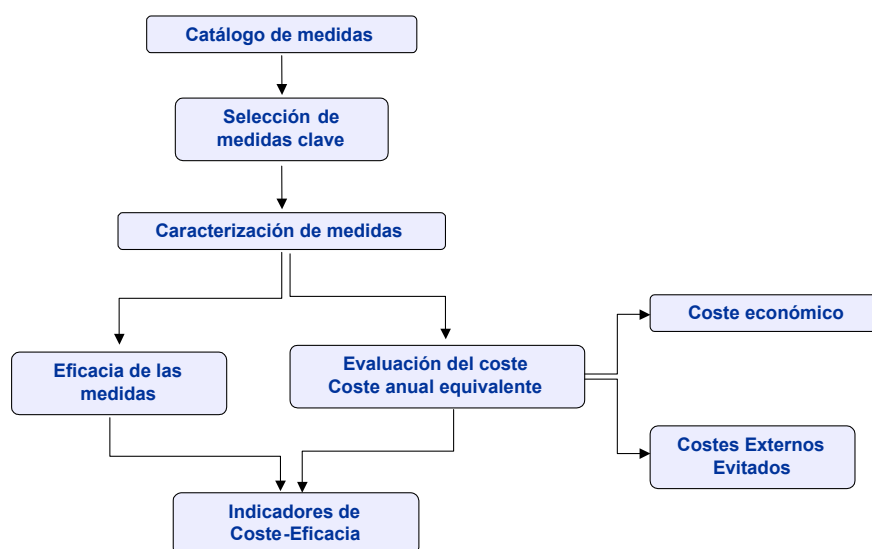 Catálogo de medidas
Selección de
medidas clave
Caracterización de medidas
Coste económico
Eficacia de las
medidas
Evaluación del coste
Coste anual equivalente
Costes Externos
Evitados
Indicadores de
Coste-Eficacia